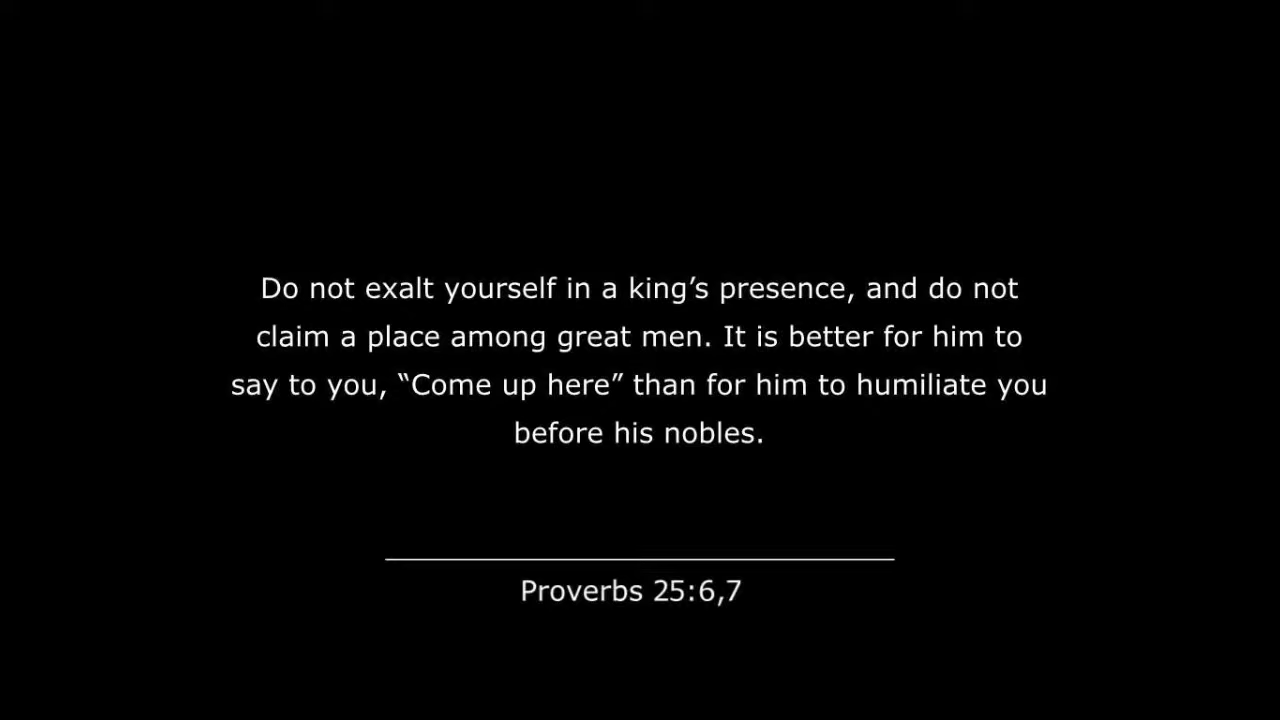 Do not exalt yourself in a king’s presence, and do not
claim a place among great men. It is better for him to
say to you, “Come up here” than for him to humiliate you
before his nobles.
Proverbs 25:6,7